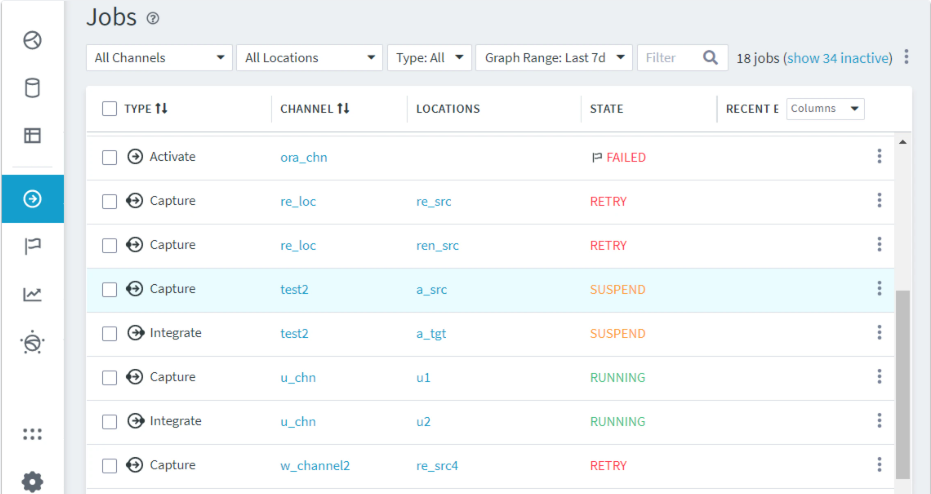 Jobs
All Channels All Locations Type: All Graph Range: Last 7d Filter 18 jobs (show 34 inactive)
TYPE CHANNEL LOCATIONS STATE RECENT E Columns
Activate ora_chn FAILED
Capture re_loc re_src RETRY
Capture re_loc ren_src RETRY
Capture test2 a_src SUSPEND
Integrate test2 a_tgt SUSPEND
Capture u_chn u1 RUNNING
Integrate u_chn u2 RUNNING
Capture w_channel2 re_src4 RETRY